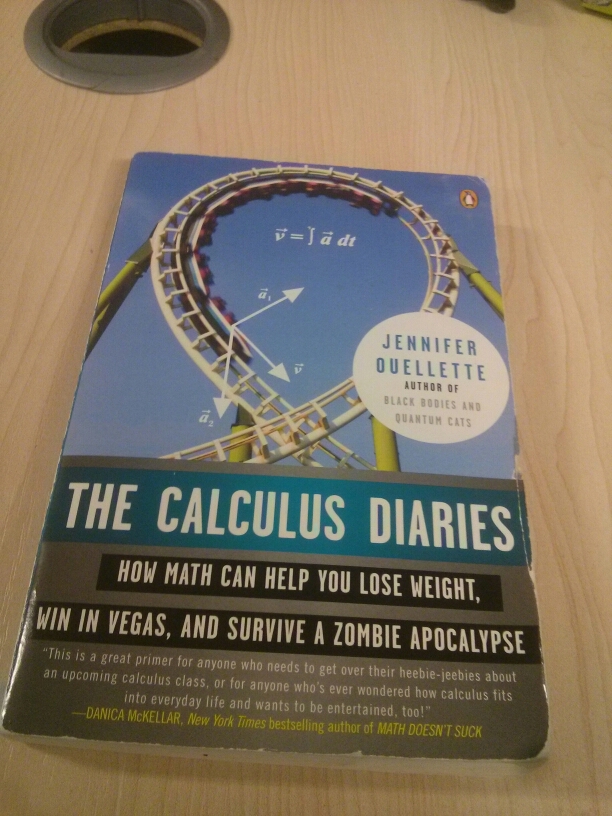 v⃗ = ∫ a⃗ dt
a⃗₁
v⃗
a⃗₂
JENNIFER
OUELLETTE
AUTHOR OF
BLACK BODIES AND
QUANTUM CATS
THE CALCULUS DIARIES
HOW MATH CAN HELP YOU LOSE WEIGHT,
WIN IN VEGAS, AND SURVIVE A ZOMBIE APOCALYPSE
“This is a great primer for anyone who needs to get over their heebie-jeebies about
an upcoming calculus class, or for anyone who’s ever wondered how calculus fits
into everyday life and wants to be entertained, too!”
—DANICA McKELLAR, New York Times bestselling author of MATH DOESN’T SUCK